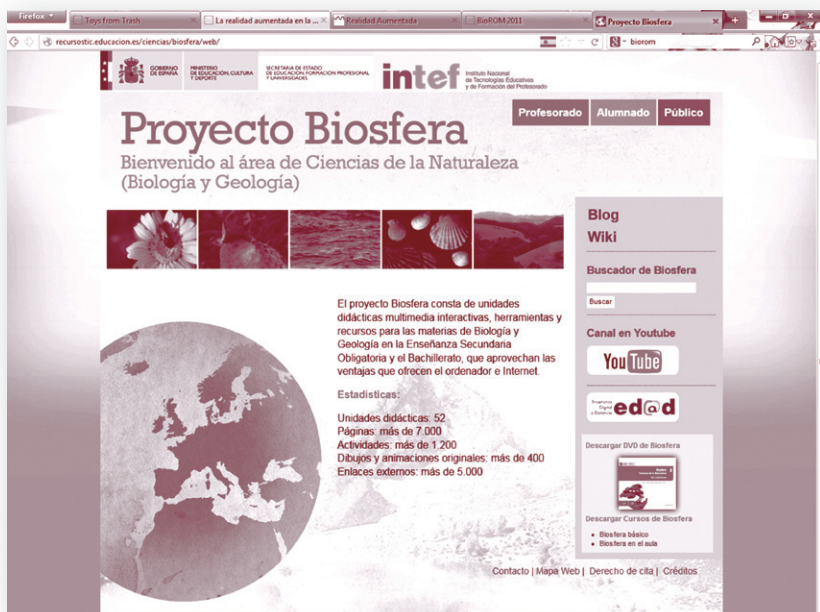 Firefox
Toys from Trash
La realidad aumentada en la ...
Realidad Aumentada
BioROM 2011
Proyecto Biosfera
recursostic.educacion.es/ciencias/biosfera/web/
biorom
GOBIERNO
DE ESPAÑA
MINISTERIO
DE EDUCACIÓN, CULTURA
Y DEPORTE
SECRETARÍA DE ESTADO
DE EDUCACIÓN, FORMACIÓN PROFESIONAL
Y UNIVERSIDADES
intef
Instituto Nacional
de Tecnologías Educativas
y de Formación del Profesorado
Profesorado
Alumnado
Público
Proyecto Biosfera
Bienvenido al área de Ciencias de la Naturaleza
(Biología y Geología)
El proyecto Biosfera consta de unidades
didácticas multimedia interactivas, herramientas y
recursos para las materias de Biología y
Geología en la Enseñanza Secundaria
Obligatoria y el Bachillerato, que aprovechan las
ventajas que ofrecen el ordenador e Internet.
Estadísticas:
Unidades didácticas: 52
Páginas: más de 7.000
Actividades: más de 1.200
Dibujos y animaciones originales: más de 400
Enlaces externos: más de 5.000
Blog
Wiki
Buscador de Biosfera
Buscar
Canal en Youtube
YouTube
Enseñanza
Digital
a Distancia
ed@d
Descargar DVD de Biosfera
Descargar Cursos de Biosfera
Biosfera básico
Biosfera en el aula
Contacto | Mapa Web | Derecho de cita | Créditos